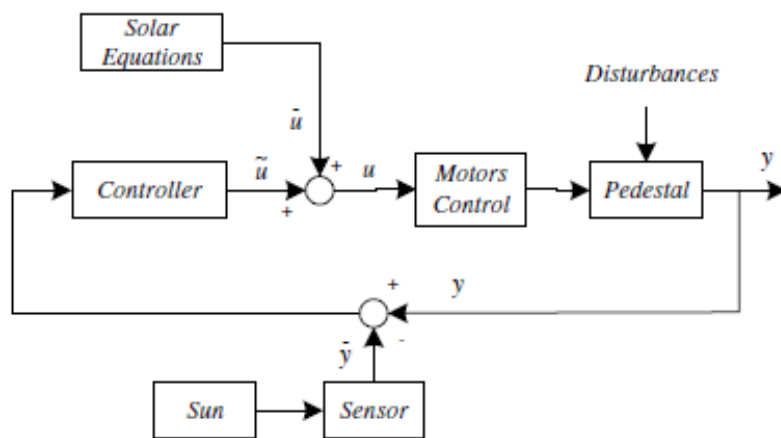 Solar
Equations
Disturbances
ū
y
Controller
ũ
+
+
u
Motors
Control
Pedestal
+
y
ȳ
-
Sun
Sensor